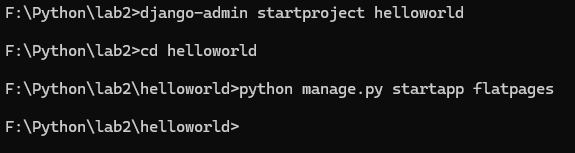 F:\Python\lab2>django-admin startproject helloworld
F:\Python\lab2>cd helloworld
F:\Python\lab2\helloworld>python manage.py startapp flatpages
F:\Python\lab2\helloworld>